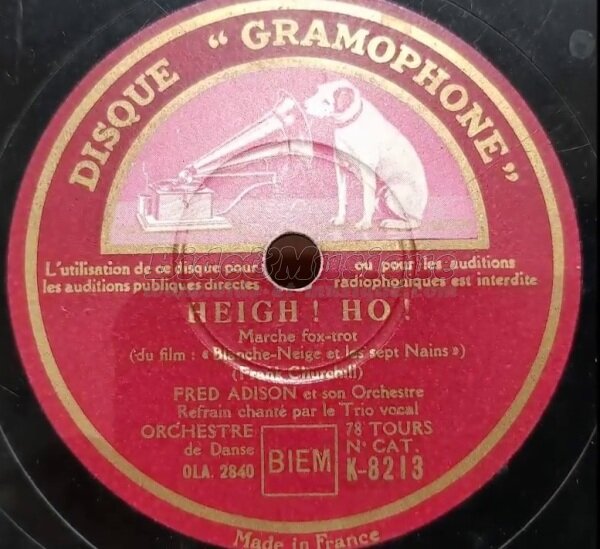 DISQUE "GRAMOPHONE"
L'utilisation de ce disque pour ou pour les auditions
les auditions publiques directes radiophoniques est interdite
HEIGH! HO!
Marche fox-trot
(du film : « Blanche-Neige et les sept Nains »)
(Frank Churchill)
FRED ADISON et son Orchestre
Refrain chanté par le Trio vocal
ORCHESTRE
de Danse
OLA. 2840
BIEM
78 TOURS
N° CAT.
K-8213
Made in France